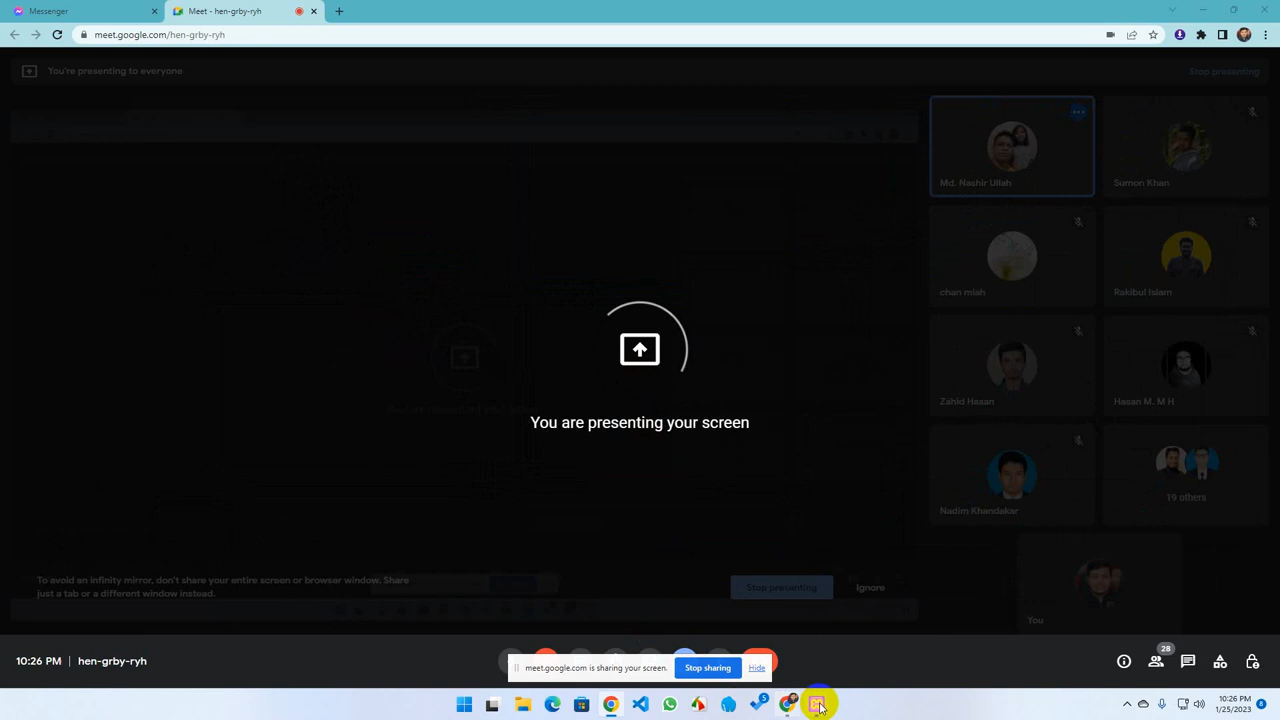 Messenger
Meet - hen-grby-ryh
meet.google.com/hen-grby-ryh
You're presenting to everyone
Stop presenting
Md. Nashir Ullah
Sumon Khan
chan miah
Rakibul Islam
You are presenting your screen
Zahid Hasan
Hasan M. M H
19 others
Nadim Khandakar
To avoid an infinity mirror, don't share your entire screen or browser window. Share
just a tab or a different window instead.
Stop presenting
Ignore
You
10:26 PM | hen-grby-ryh
meet.google.com is sharing your screen.
Stop sharing
Hide
28
5
10:26 PM
1/25/2023
8